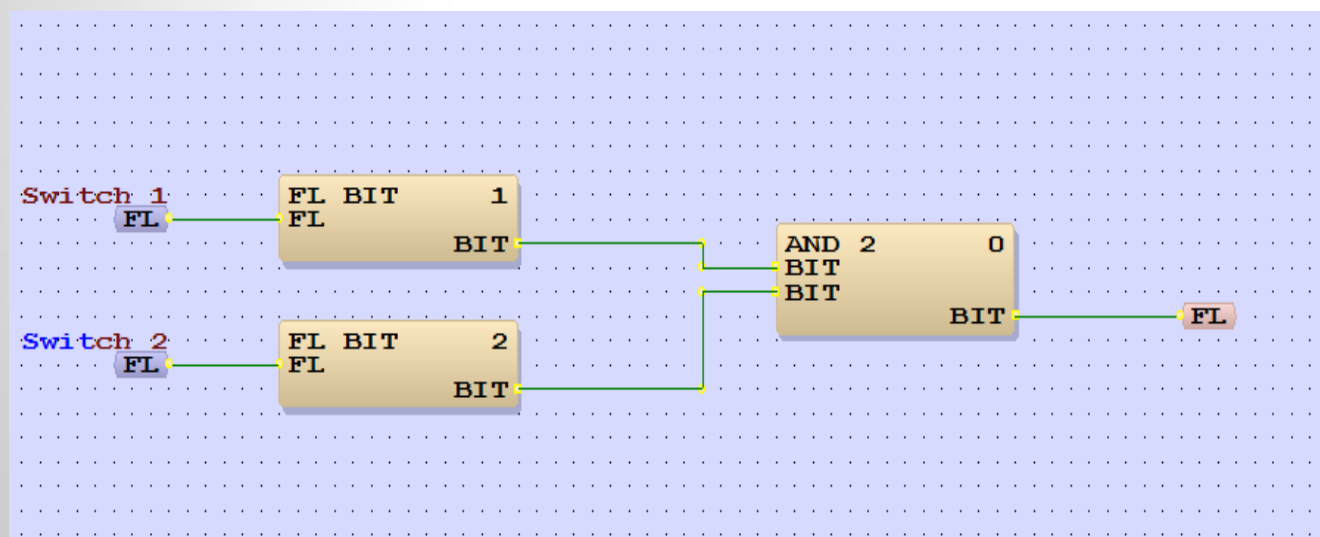 Switch 1
FL
FL BIT 1
FL
BIT
AND 2 0
BIT
BIT
BIT
FL
Switch 2
FL
FL BIT 2
FL
BIT